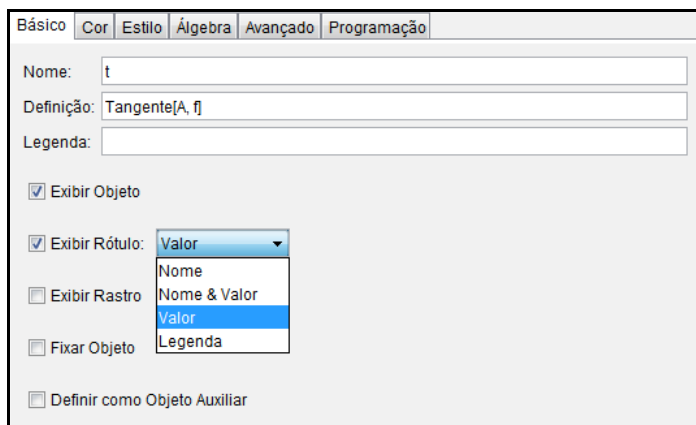 Básico Cor Estilo Álgebra Avançado Programação
Nome: t
Definição: Tangente[A, f]
Legenda:
Exibir Objeto
Exibir Rótulo: Valor
Nome
Exibir Rastro Nome & Valor
Valor
Fixar Objeto Legenda
Definir como Objeto Auxiliar